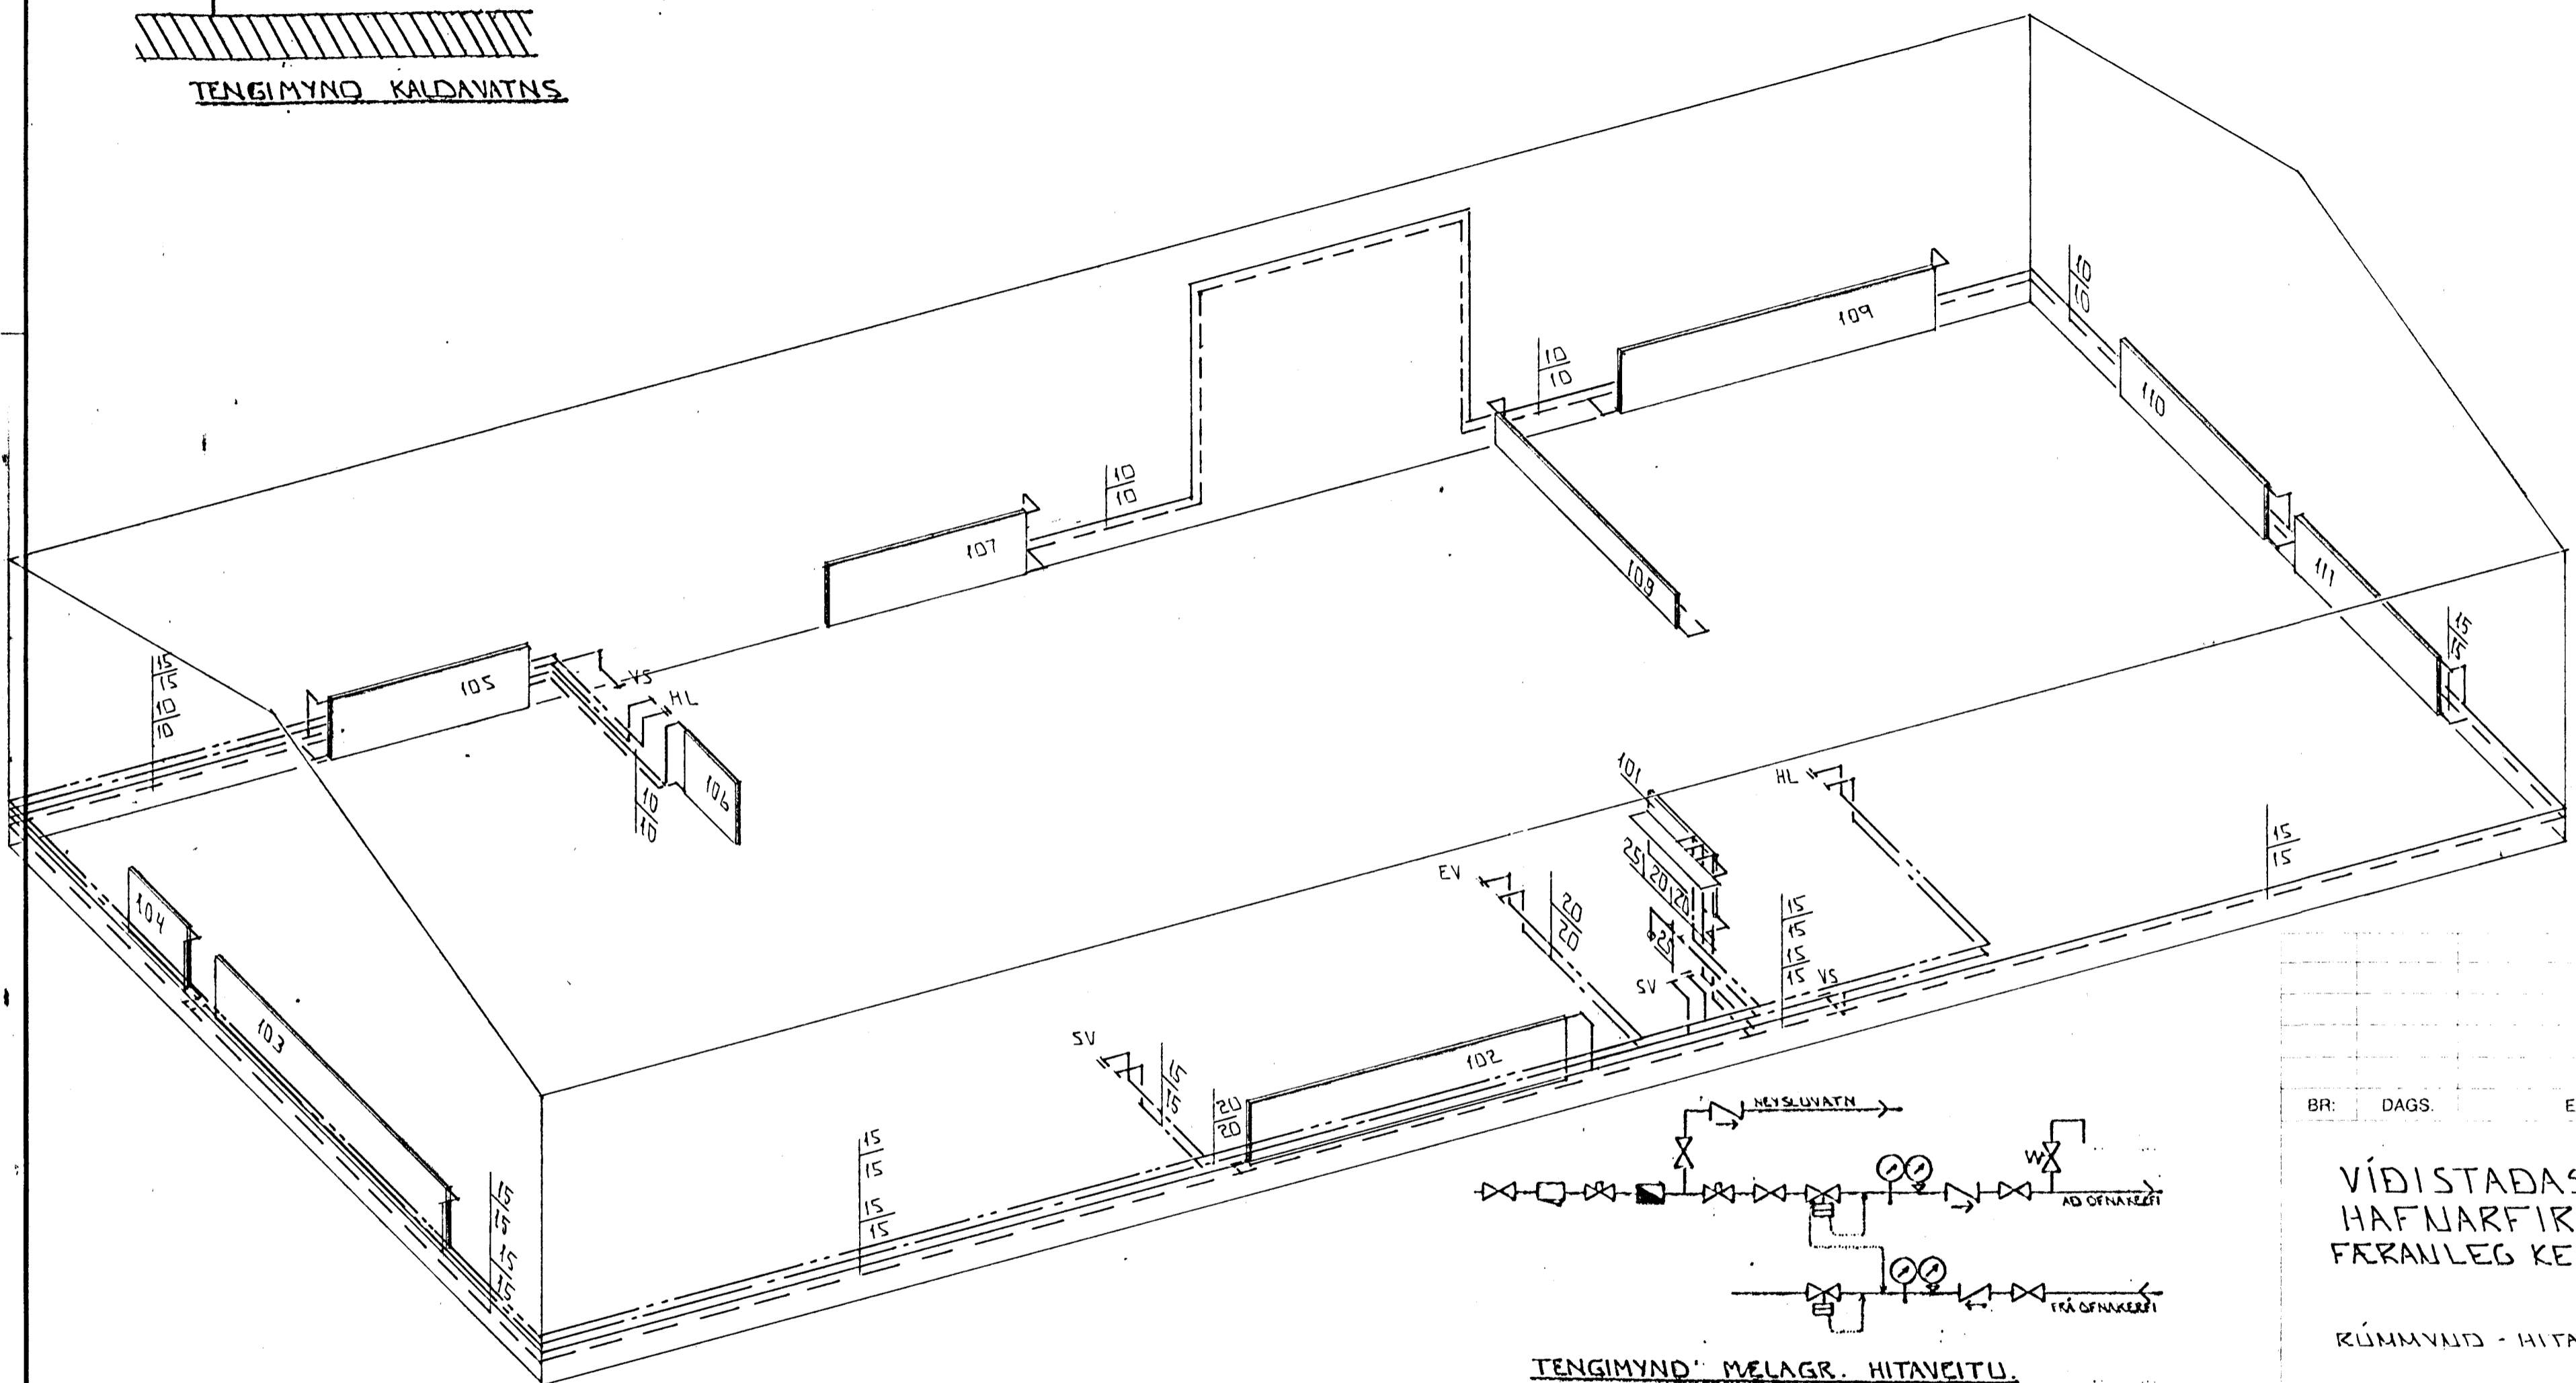 TENGIMYND KALDAVATNS
109
10
10
10
10
110
10
10
107
111
108
15
15
15
15
10
10
105
VS
HL
106
10
10
101
HL
25 20 20
15
15
EV
20
20
104
25
15
15
15
15
VS
SV
103
SV
15
15
102
20
20
15
15
15
15
15
15
15
15
NEYSLUVATN
AÐ OFNAKERFI
FRÁ OFNAKERFI
TENGIMYND MÆLAGR. HITAVEITU.
BR: DAGS. E
VÍÐISTAÐAS
HAFNARFIR
FÆRANLEG KE
RÚMMYND - HITA